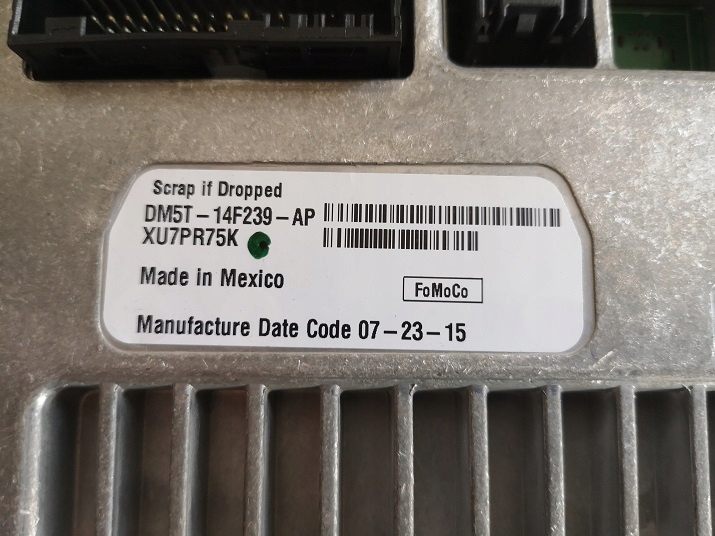 Scrap if Dropped
DM5T-14F239-AP
XU7PR75K
Made in Mexico
FoMoCo
Manufacture Date Code 07-23-15